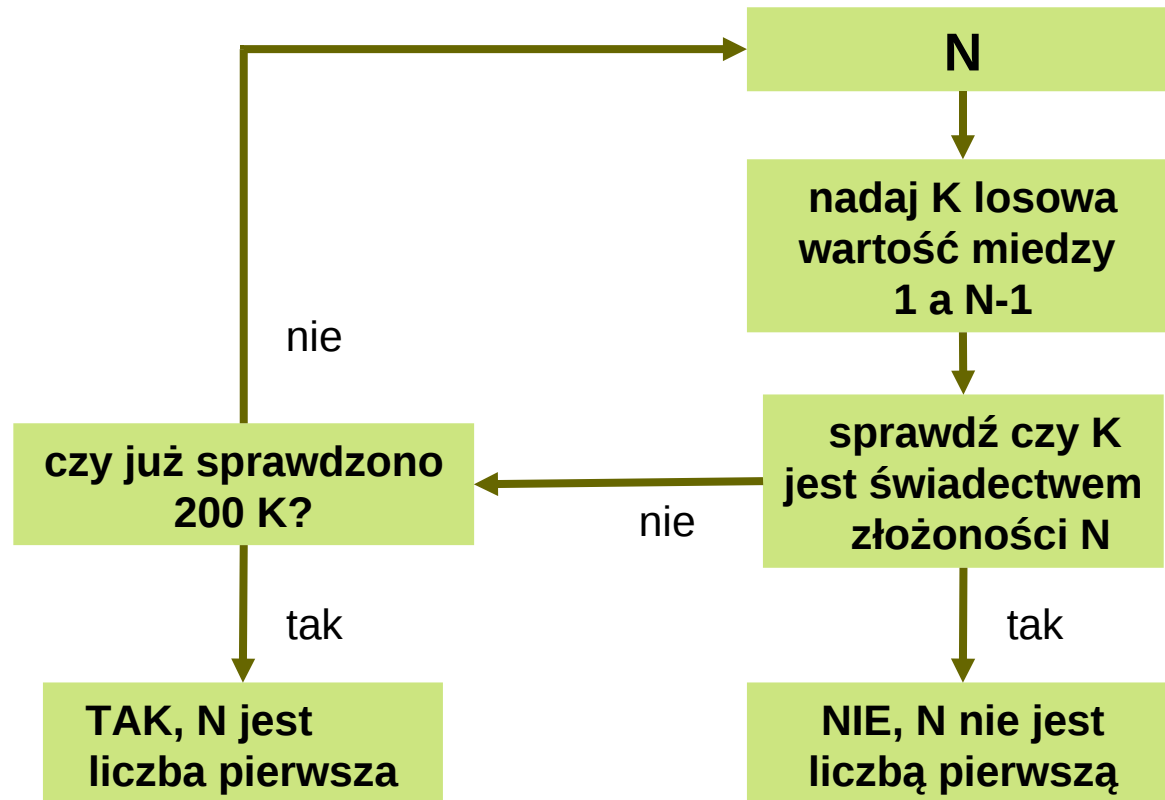 N
nadaj K losowa
wartość miedzy
1 a N-1
nie
sprawdź czy K
jest świadectwem
złożoności N
czy już sprawdzono
200 K?
nie
tak
tak
TAK, N jest
liczba pierwsza
NIE, N nie jest
liczbą pierwszą